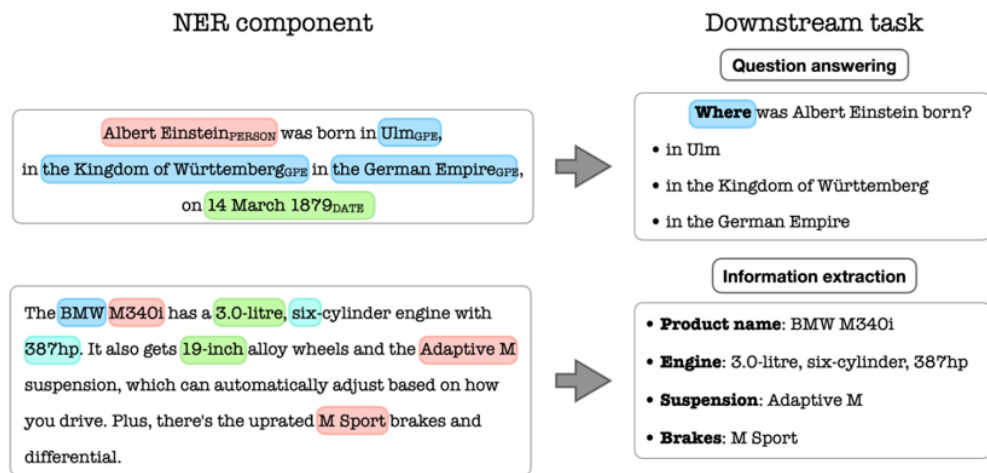 NER component
Downstream task
Question answering
Albert EinsteinPERSON was born in UlmGPE,
in the Kingdom of WürttembergGPE in the German EmpireGPE,
on 14 March 1879DATE
Where was Albert Einstein born?
• in Ulm
• in the Kingdom of Württemberg
• in the German Empire
Information extraction
The BMW M340i has a 3.0-litre, six-cylinder engine with
387hp. It also gets 19-inch alloy wheels and the Adaptive M
suspension, which can automatically adjust based on how
you drive. Plus, there's the uprated M Sport brakes and
differential.
• Product name: BMW M340i
• Engine: 3.0-litre, six-cylinder, 387hp
• Suspension: Adaptive M
• Brakes: M Sport